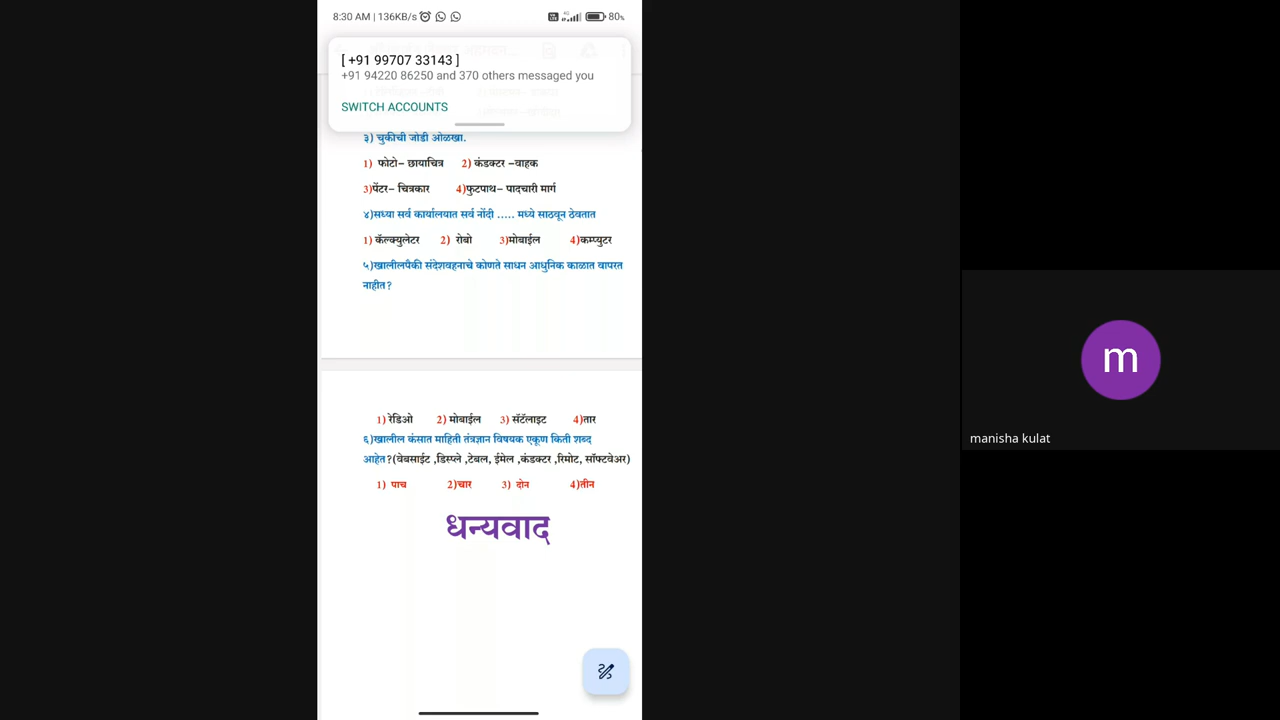 8:30 AM | 136KB/s
80%
[ +91 99707 33143 ]
+91 94220 86250 and 370 others messaged you
SWITCH ACCOUNTS
३) चुकीची जोडी ओळखा.
1) फोटो– छायाचित्र 2) कंडक्टर –वाहक
3)पेंटर– चित्रकार 4)फुटपाथ– पादचारी मार्ग
४)सध्या सर्व कार्यालयात सर्व नोंदी ..... मध्ये साठवून ठेवतात
1) कॅल्क्युलेटर 2) रोबो 3)मोबाईल 4)कम्प्युटर
५)खालीलपैकी संदेशवहनाचे कोणते साधन आधुनिक काळात वापरत
नाहीत?
1) रेडिओ 2) मोबाईल 3) सॅटॅलाइट 4)तार
६)खालील कंसात माहिती तंत्रज्ञान विषयक एकूण किती शब्द
आहेत?(वेबसाईट ,डिस्प्ले ,टेबल, ईमेल ,कंडक्टर ,रिमोट, सॉफ्टवेअर)
1) पाच 2)चार 3) दोन 4)तीन
धन्यवाद
m
manisha kulat